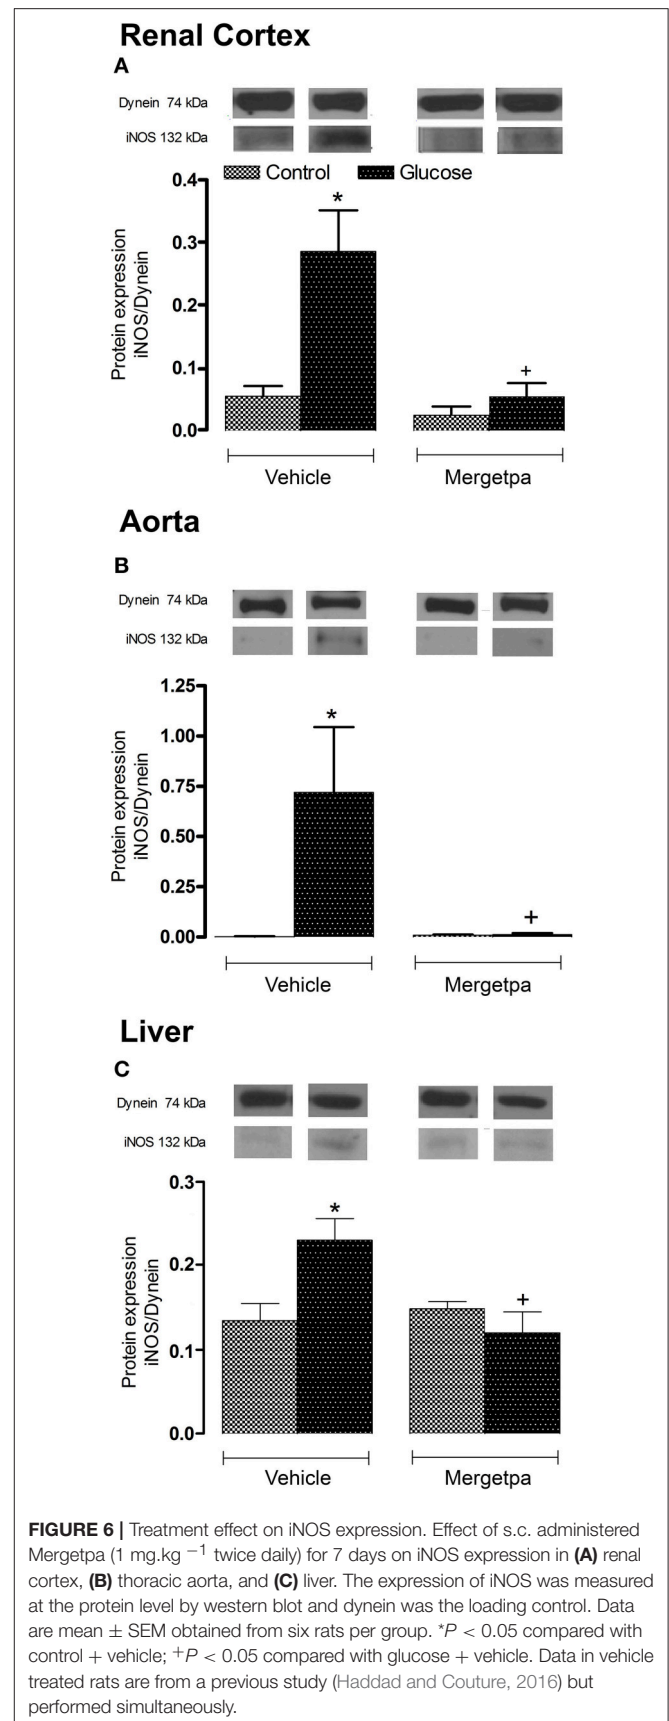 Renal Cortex
A
Dynein 74 kDa
iNOS 132 kDa
Control Glucose
0.4
0.3
0.2
0.1
0.0
Protein expression
iNOS/Dynein
*
+
Vehicle Mergetpa
Aorta
B
Dynein 74 kDa
iNOS 132 kDa
1.25
1.00
0.75
0.50
0.25
0.00
Protein expression
iNOS/Dynein
*
+
Vehicle Mergetpa
Liver
C
Dynein 74 kDa
iNOS 132 kDa
0.3
0.2
0.1
0.0
Protein expression
iNOS/Dynein
*
+
Vehicle Mergetpa
FIGURE 6 | Treatment effect on iNOS expression. Effect of s.c. administered
Mergetpa (1 mg.kg −1 twice daily) for 7 days on iNOS expression in (A) renal
cortex, (B) thoracic aorta, and (C) liver. The expression of iNOS was measured
at the protein level by western blot and dynein was the loading control. Data
are mean ± SEM obtained from six rats per group. *P < 0.05 compared with
control + vehicle; +P < 0.05 compared with glucose + vehicle. Data in vehicle
treated rats are from a previous study (Haddad and Couture, 2016) but
performed simultaneously.